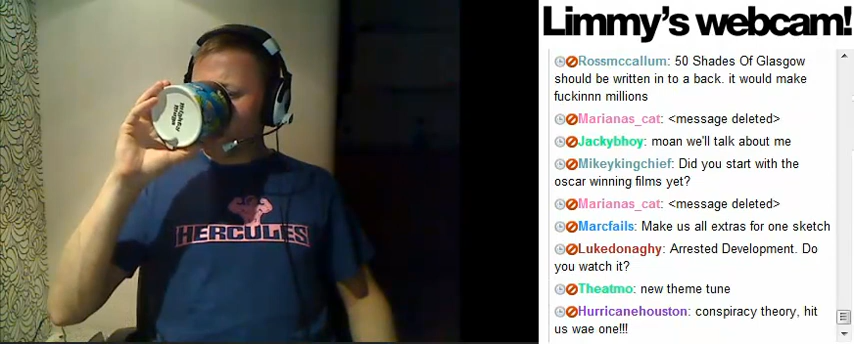 Limmy's webcam!
Rossmccallum: 50 Shades Of Glasgow
should be written in to a back. it would make
fuckinnn millions
Marianas_cat: <message deleted>
Jackybhoy: moan we'll talk about me
Mikeykingchief: Did you start with the
oscar winning films yet?
Marianas_cat: <message deleted>
Marcfails: Make us all extras for one sketch
Lukedonaghy: Arrested Development. Do
you watch it?
Theatmo: new theme tune
Hurricanehouston: conspiracy theory, hit
us wae one!!!
HERCULES